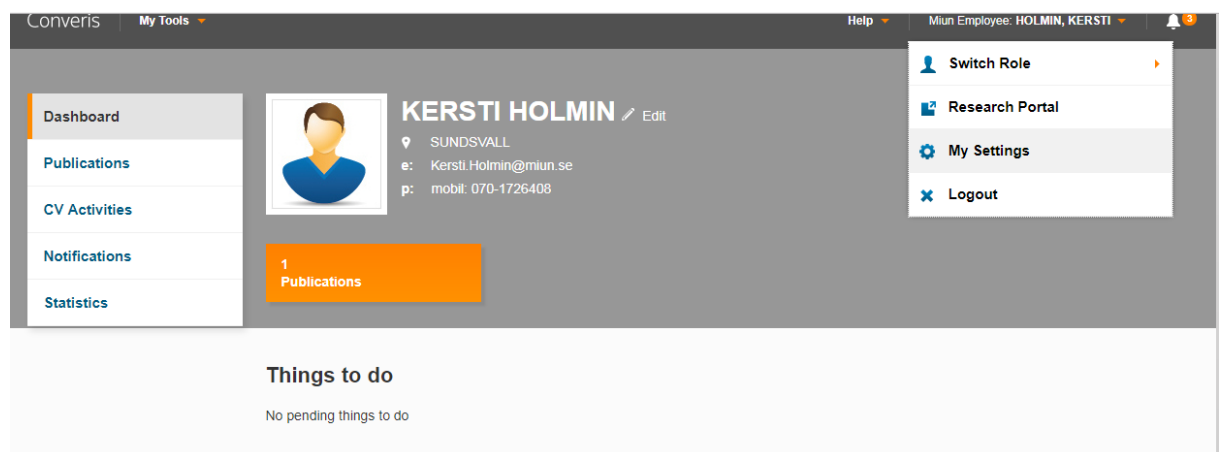 Converis My Tools Help Miun Employee: HOLMIN, KERSTI 3
Switch Role
Research Portal
My Settings
Logout
Dashboard
Publications
CV Activities
Notifications
Statistics
KERSTI HOLMIN Edit
SUNDSVALL
e: Kersti.Holmin@miun.se
p: mobil: 070-1726408
1
Publications
Things to do
No pending things to do